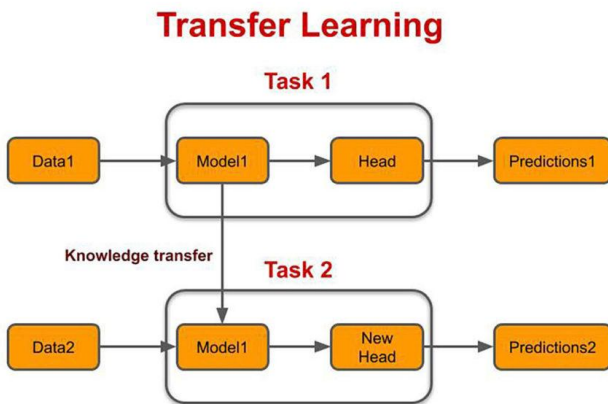 Transfer Learning
Task 1
Data1
Model1
Head
Predictions1
Knowledge transfer
Task 2
Data2
Model1
New
Head
Predictions2